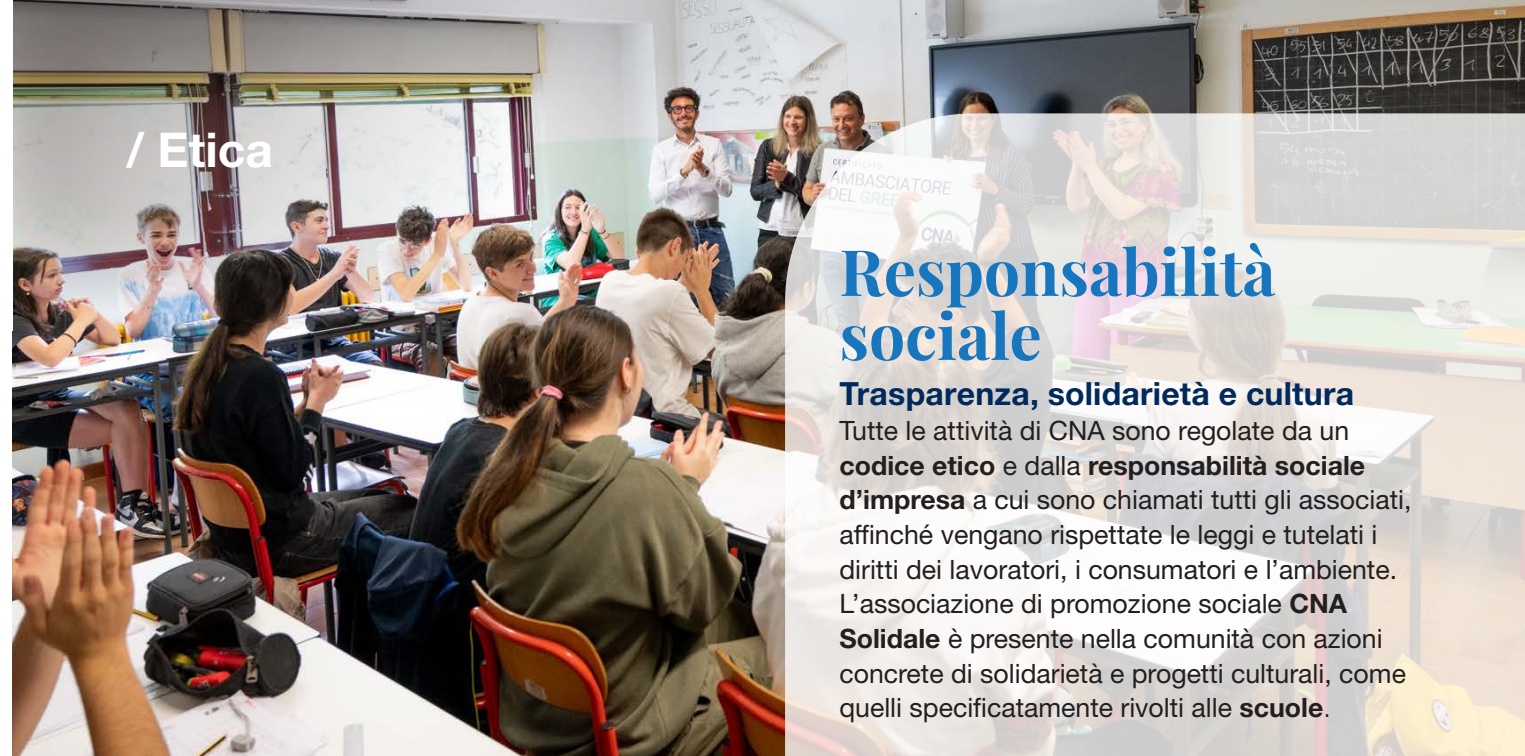 / Etica
SESSO
SESSUALITÀ
CERTIFICATO
AMBASCIATORE
DEL GREEN
CNA
Responsabilità
sociale
Trasparenza, solidarietà e cultura
Tutte le attività di CNA sono regolate da un
codice etico e dalla responsabilità sociale
d’impresa a cui sono chiamati tutti gli associati,
affinché vengano rispettate le leggi e tutelati i
diritti dei lavoratori, i consumatori e l’ambiente.
L’associazione di promozione sociale CNA
Solidale è presente nella comunità con azioni
concrete di solidarietà e progetti culturali, come
quelli specificatamente rivolti alle scuole.